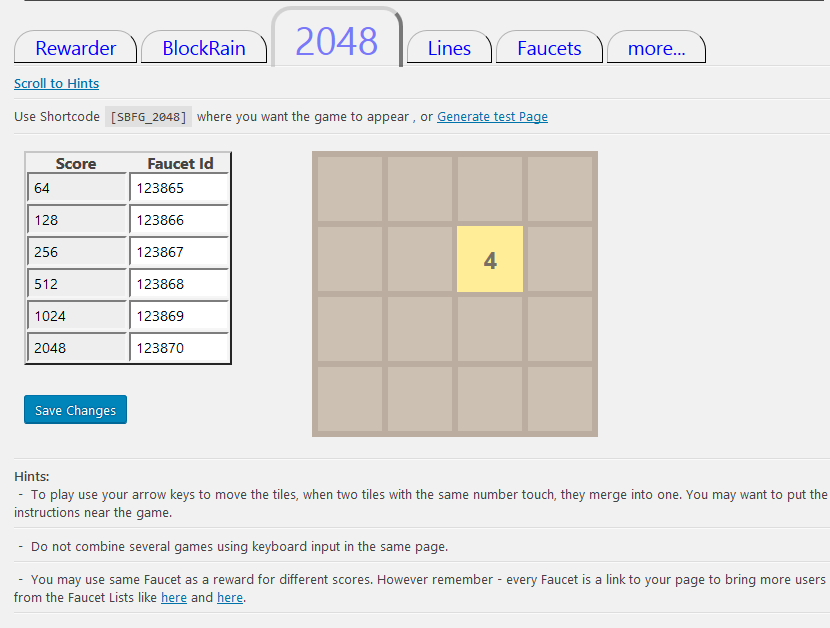 Rewarder BlockRain 2048 Lines Faucets more...
Scroll to Hints
Use Shortcode [SBFG_2048] where you want the game to appear , or Generate test Page
Score Faucet Id
64 123865
128 123866
256 123867
512 123868
1024 123869
2048 123870
4
Save Changes
Hints:
- To play use your arrow keys to move the tiles, when two tiles with the same number touch, they merge into one. You may want to put the
instructions near the game.
- Do not combine several games using keyboard input in the same page.
- You may use same Faucet as a reward for different scores. However remember - every Faucet is a link to your page to bring more users
from the Faucet Lists like here and here.